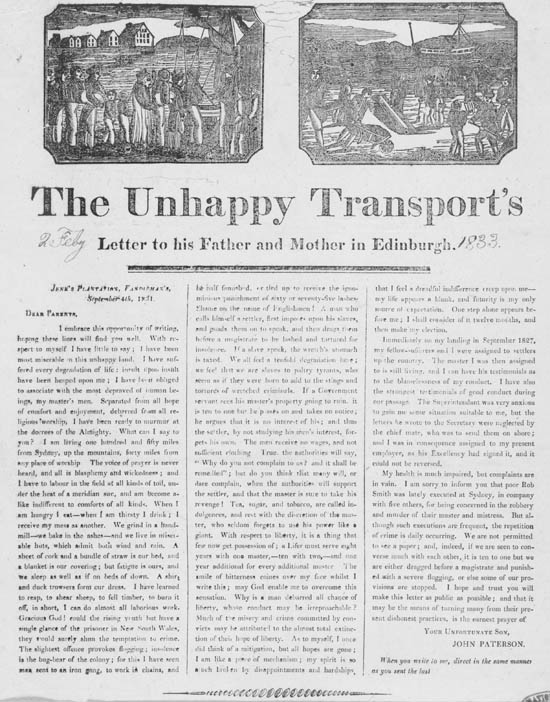 The Unhappy Transport's
2 Feby Letter to his Father and Mother in Edinburgh. 1833.
September 4th, 1831.
DEAR PARENTS,
I embrace this opportunity of writing,
hoping these lines will find you well. With re-
spect to myself I have little to say; I have been
most miserable in this unhappy land. I have suf-
fered every degradation of life: insult upon insult
have been heaped upon me; I have been obliged
to associate with the most depraved of human be-
ings, my master's men. Separated from all hope
of comfort and enjoyment, debarred from all re-
ligious worship, I have been ready to murmur at
the decrees of the Almighty. What can I say to
you? I am living one hundred and fifty miles
from Sydney, up the mountains, forty miles from
any place of worship. The voice of prayer is never
heard, and all is blasphemy and wickedness; and
I have to labour in the field at all kinds of toil, un-
der the heat of a meridian sun, and am become a-
like indifferent to comforts of all kinds. When I
am hungry I eat—when I am thirsty I drink; I
receive my mess as another. We grind in a hand-
mill—we bake in the ashes—and we live in miser-
able huts, which admit both wind and rain. A
sheet of cork and a bundle of straw is our bed, and
a blanket is our covering; but fatigue is ours, and
we sleep as well as if on beds of down. A shag
and duck trowsers form our dress. I have learned
to reap, to shear sheep, to fell timber, to burn it
off, in short, I can do almost all laborious work.
Gracious God! could the rising youth but have a
single glance of the prisoner in New South Wales,
they would surely shun the temptation to crime.
The slightest offence provokes flogging; insolence
is the bug-bear of the colony; for this I have seen
men sent to an iron gang, to work in chains, and
be half famished, or tied up to receive the igno-
minious punishment of sixty or seventy-five lashes.
Shame on the name of Englishmen! A man who
calls himself a settler, first imposes upon his slaves,
and goads them on to speak, and then drags them
before a magistrate to be lashed and tortured for
insolence. If a slave speak, the wretch's stomach
is sated. We all feel a tenfold degradation here;
we feel that we are slaves to paltry tyrants, who
seem as if they were born to add to the stings and
tortures of wretched criminals. If a Government
servant sees his master's property going to ruin, it
is ten to one but he passes on and takes no notice;
he argues that it is no interest of his; and thus
the settler, by not studying his men's interest, for-
gets his own. The men receive no wages, and not
sufficient clothing. True, the authorities will say,
"Why do you not complain to us? and it shall be
remedied"; but do you think that many will, or
dare complain, when the authorities will support
the settler, and that the master is sure to take his
revenge! Tea, sugar, and tobacco, are called in-
dulgences, and rest with the discretion of the mas-
ter, who seldom forgets to use his power like a
giant. With respect to liberty, it is a thing that
few now get possession of; a Lifer must serve eight
years with one master,—ten with two,—and one
year additional for every additional master. The
smile of bitterness comes over me first whilst I
write this; may God enable me to overcome this
sensation. Why is a man debarred all chance of
liberty, whose conduct may be irreproachable?
Much of the misery and crime committed by con-
victs may be attributed to the almost total extinc-
tion of their hope of liberty. As to myself, I once
did think of a mitigation, but all hopes are gone;
I am like a piece of mechanism; my spirit is so
much broken by disappointments and hardships,
that I feel a dreadful indifference creep upon me—
my life appears a blank, and futurity is my only
source of expectation. One step alone appears be-
fore me; I shall consider of it twelve months, and
then make my election.
Immediately on my landing in September 1827,
my fellow-sufferers and I were assigned to settlers
up the country. The master I was then assigned
to is still living, and I can have his testimonials as
to the blamelessness of my conduct. I have also
the strongest testimonials of good conduct during
our passage. The Superintendant was very anxious
to gain me some situation suitable to me, but the
letters he wrote to the Secretary were neglected by
the chief mate, who was to send them on shore;
and I was in consequence assigned to my present
employer, as his Excellency had signed it, and it
could not be reversed.
My health is much impaired, but complaints are
in vain. I am sorry to inform you that poor Rob
Smith was lately executed at Sydney, in company
with five others, for being concerned in the robbery
and murder of their master and mistress. But al-
though such executions are frequent, the repetition
of crime is daily occurring. We are not permitted
to see a paper; and, indeed, if we are seen to con-
verse much with each other, it is ten to one but we
are either dragged before a magistrate and punish-
ed with a severe flogging, or else some of our pro-
visions are stopped. I hope and trust you will
make this letter as public as possible; and that it
may be the means of turning many from their pre-
sent dishonest practices, is the earnest prayer of
YOUR UNFORTUNATE SON,
JOHN PATERSON.
When you write to me, direct in the same manner
as you sent the last